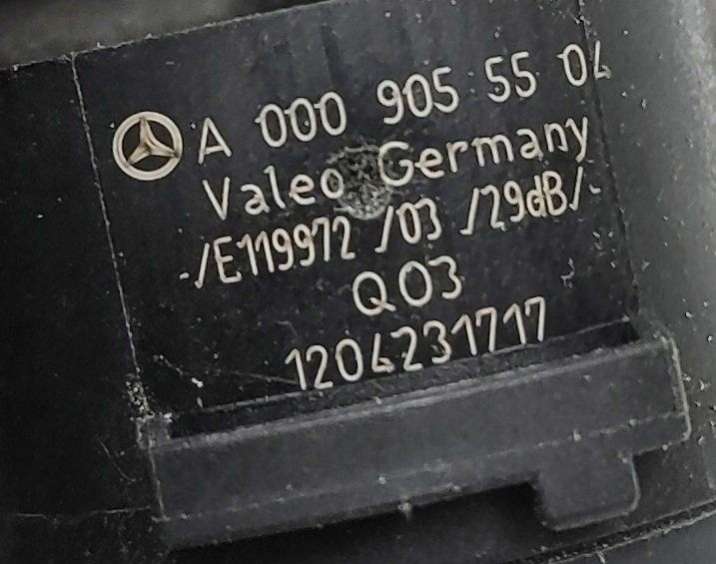 A 000 905 55 04
Valeo Germany
-/E119972 /03 /29dB/-
Q03
1204231717